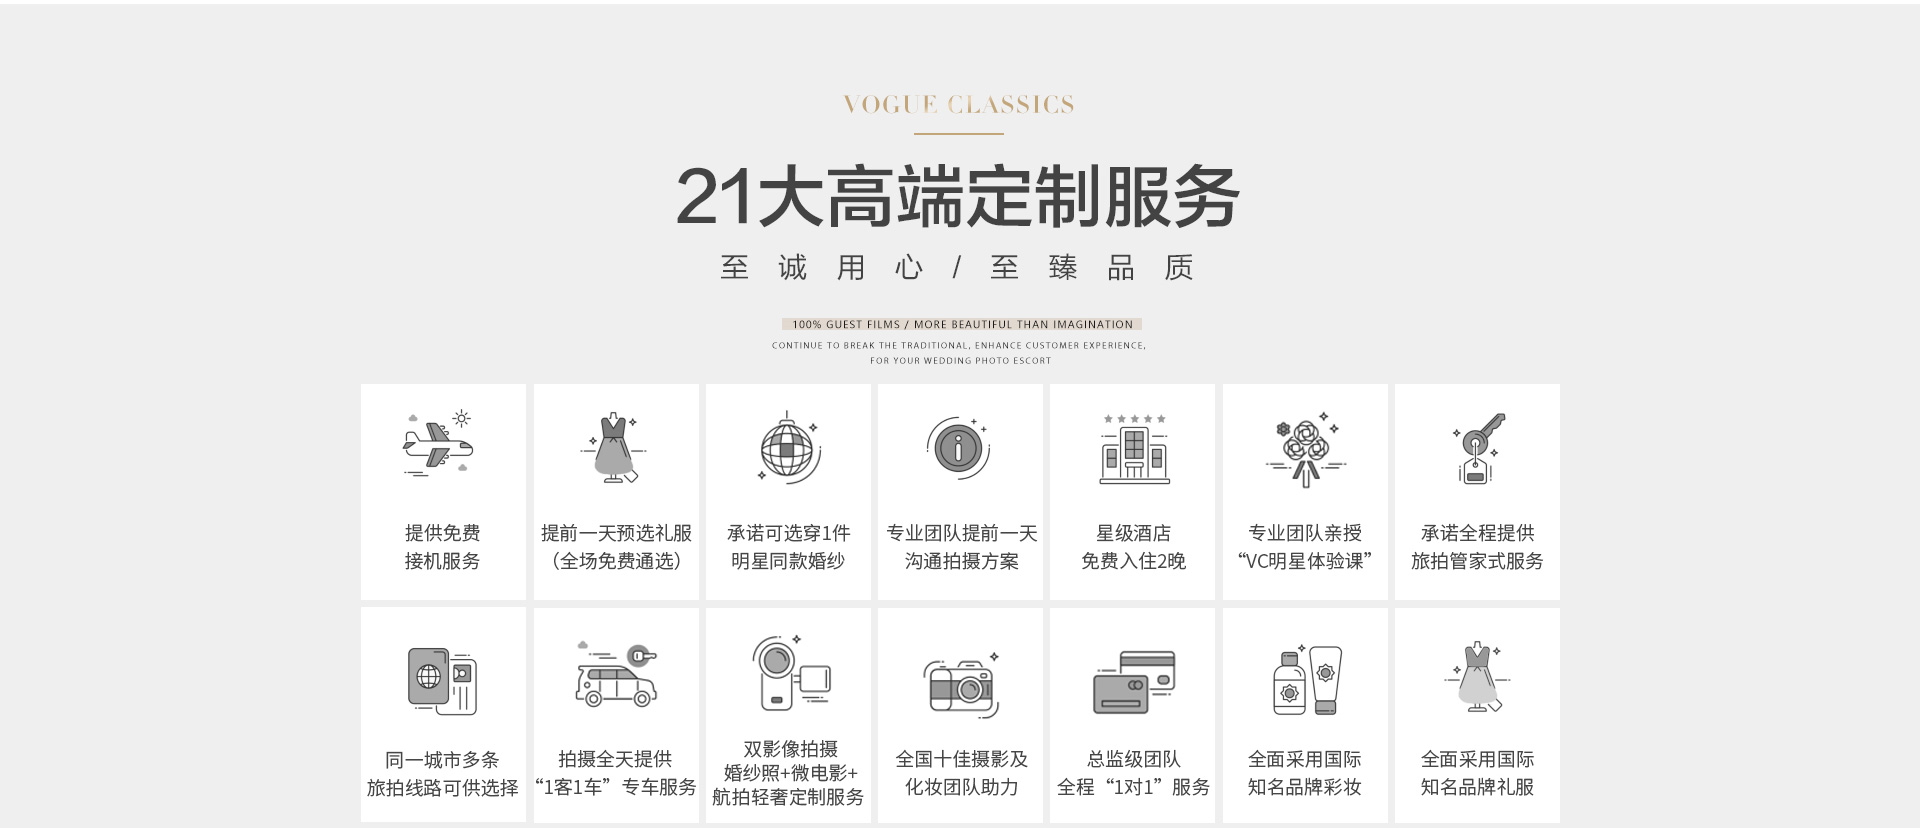 VOGUE CLASSICS
21大高端定制服务
至诚用心/至臻品质
100% GUEST FILMS / MORE BEAUTIFUL THAN IMAGINATION
CONTINUE TO BREAK THE TRADITIONAL, ENHANCE CUSTOMER EXPERIENCE,
FOR YOUR WEDDING PHOTO ESCORT
提供免费
接机服务
提前一天预选礼服
（全场免费通选）
承诺可选穿1件
明星同款婚纱
专业团队提前一天
沟通拍摄方案
星级酒店
免费入住2晚
专业团队亲授
“VC明星体验课”
承诺全程提供
旅拍管家式服务
同一城市多条
旅拍线路可供选择
拍摄全天提供
“1客1车” 专车服务
双影像拍摄
婚纱照+微电影+
航拍轻奢定制服务
全国十佳摄影及
化妆团队助力
总监级团队
全程“1对1”服务
全面采用国际
知名品牌彩妆
全面采用国际
知名品牌礼服